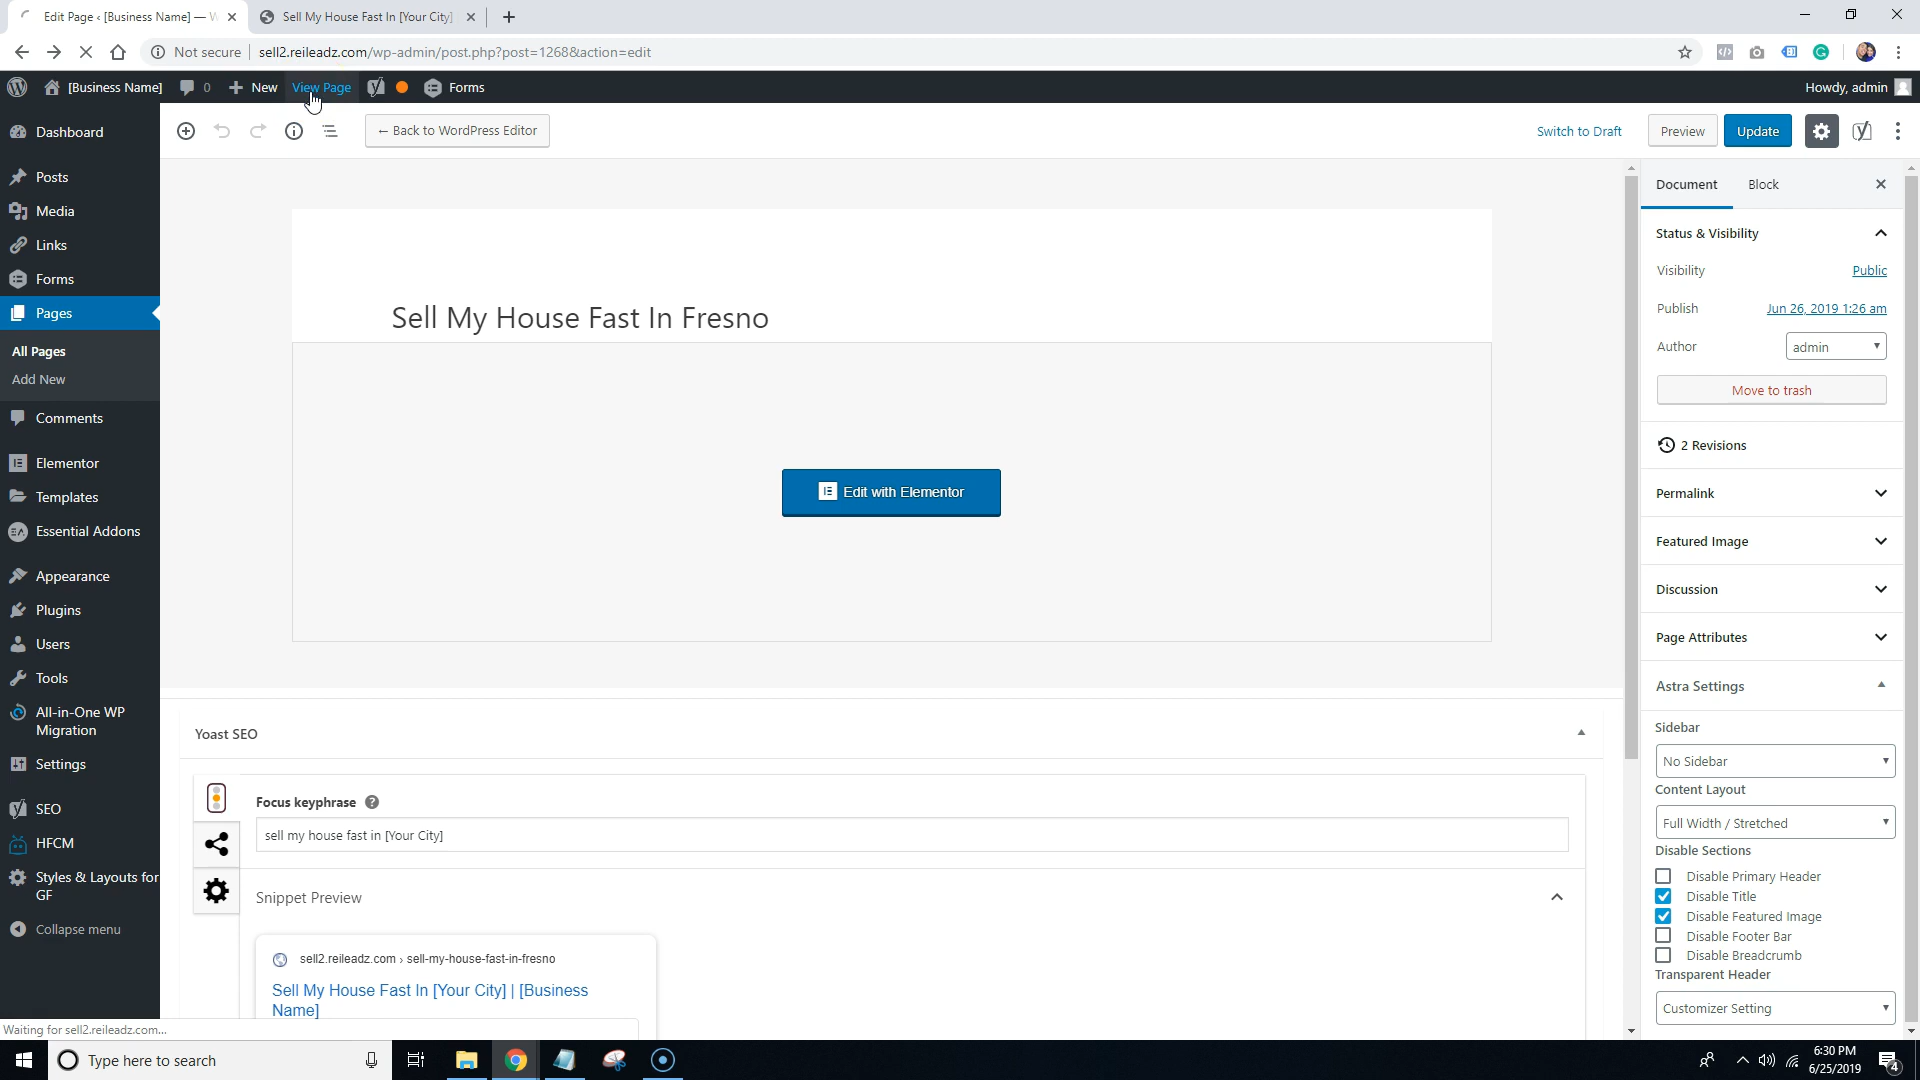 Edit Page ‹ [Business Name] — W
Sell My House Fast In [Your City]
Not secure
sell2.reileadz.com/wp-admin/post.php?post=1268&action=edit
[Business Name]
0
New
View Page
Forms
Howdy, admin
← Back to WordPress Editor
Switch to Draft
Preview
Update
Dashboard
Posts
Media
Links
Forms
Pages
All Pages
Add New
Comments
Elementor
Templates
Essential Addons
Appearance
Plugins
Users
Tools
All-in-One WP
Migration
Settings
SEO
HFCM
Styles & Layouts for
GF
Collapse menu
Sell My House Fast In Fresno
Edit with Elementor
Yoast SEO
Focus keyphrase
sell my house fast in [Your City]
Snippet Preview
sell2.reileadz.com › sell-my-house-fast-in-fresno
Sell My House Fast In [Your City] | [Business
Name]
Document
Block
Status & Visibility
Visibility
Public
Publish
Jun 26, 2019 1:26 am
Author
admin
Move to trash
2 Revisions
Permalink
Featured Image
Discussion
Page Attributes
Astra Settings
Sidebar
No Sidebar
Content Layout
Full Width / Stretched
Disable Sections
Disable Primary Header
Disable Title
Disable Featured Image
Disable Footer Bar
Disable Breadcrumb
Transparent Header
Customizer Setting
Waiting for sell2.reileadz.com...
Type here to search
6:30 PM
6/25/2019
4